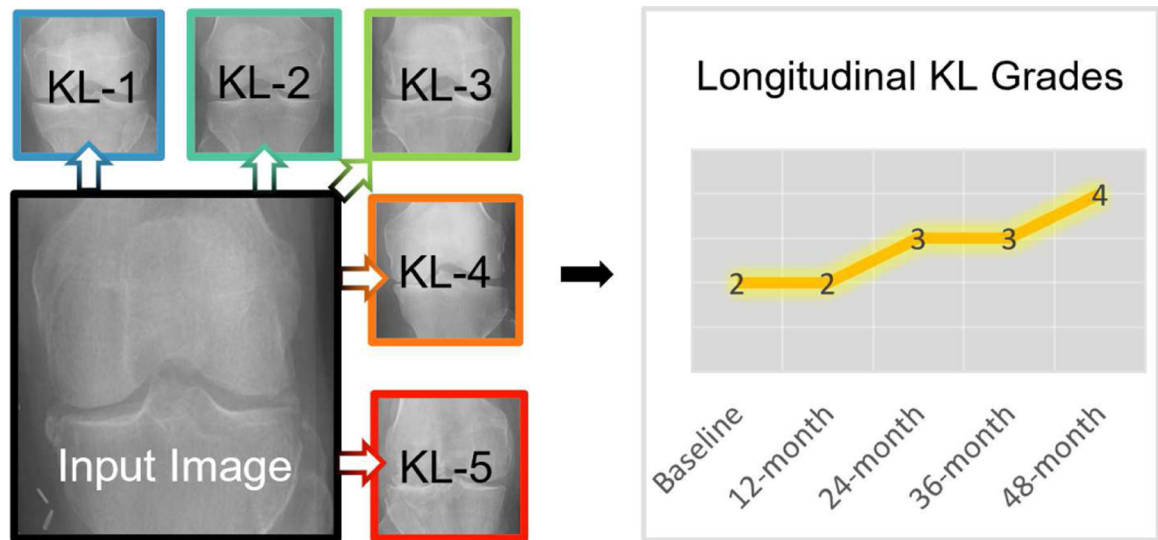 KL-1
KL-2
KL-3
KL-4
KL-5
Input Image
Longitudinal KL Grades
2
2
3
3
4
Baseline
12-month
24-month
36-month
48-month